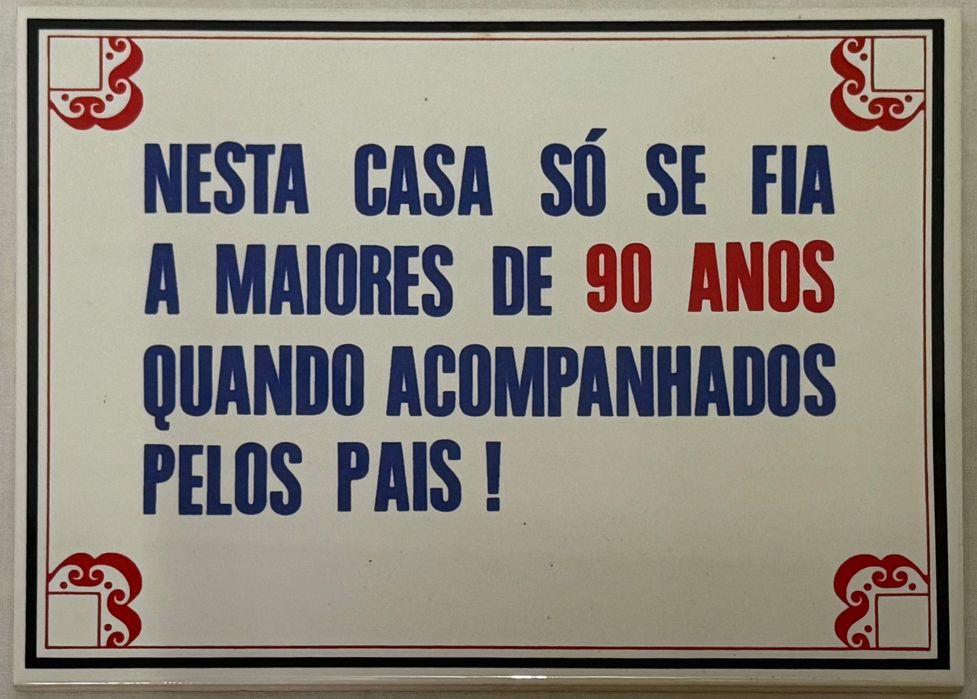 NESTA CASA SÓ SE FIA
A MAIORES DE 90 ANOS
QUANDO ACOMPANHADOS
PELOS PAIS !